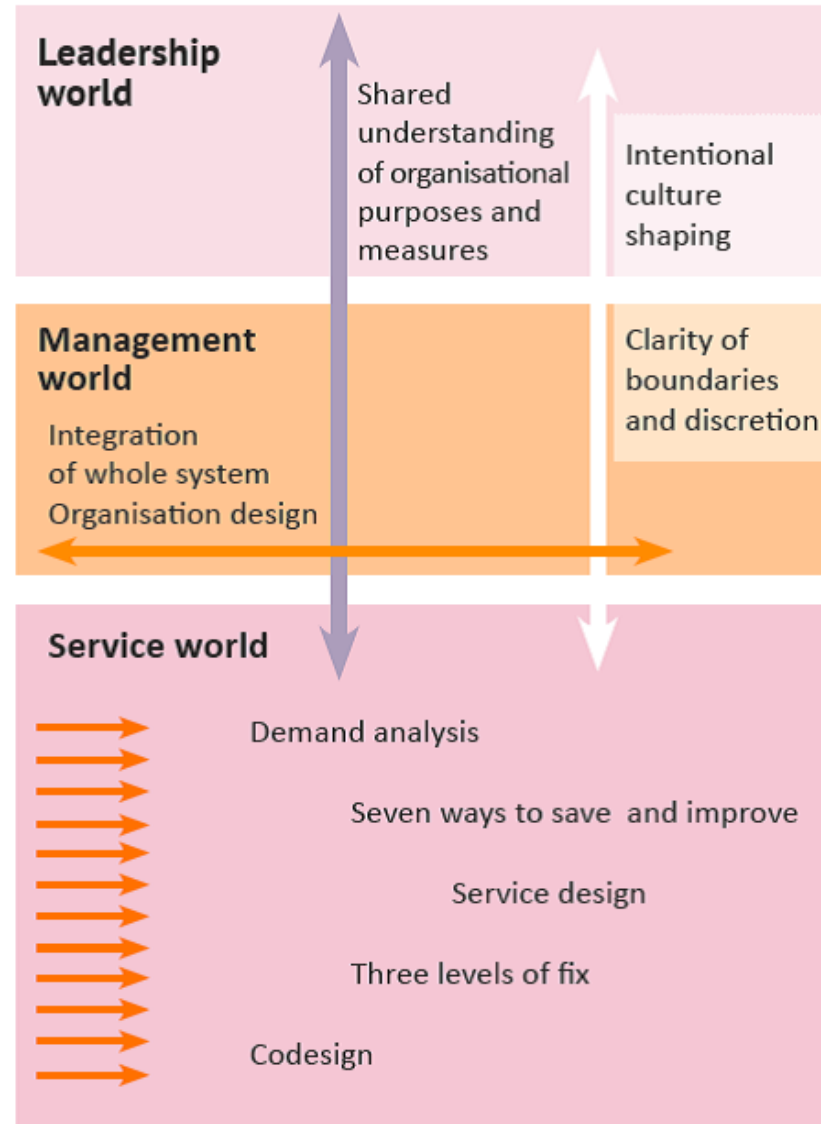 Leadership
world
Shared
understanding
of organisational
purposes and
measures
Intentional
culture
shaping
Management
world
Integration
of whole system
Organisation design
Clarity of
boundaries
and discretion
Service world
Demand analysis
Seven ways to save and improve
Service design
Three levels of fix
Codesign